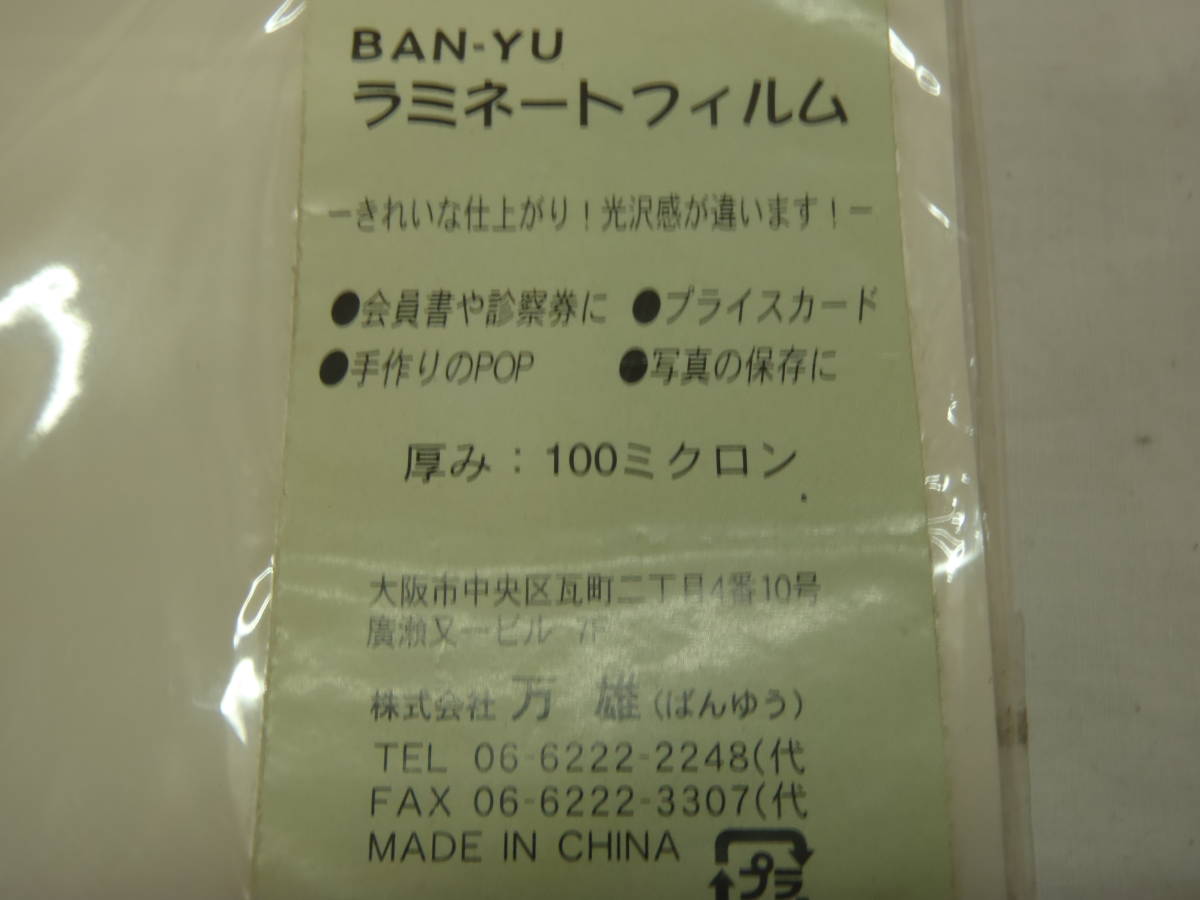 BAN-YU
ラミネートフィルム
ーきれいな仕上がり!光沢感が違います!ー
●会員書や診察券に ●プライスカード
●手作りのPOP ●写真の保存に
厚み:100ミクロン
大阪市中央区瓦町二丁目4番10号
廣瀬又一ビル 7F
株式会社 万 雄 (ばんゆう)
TEL 06-6222-2248(代
FAX 06-6222-3307(代
MADE IN CHINA
プラ